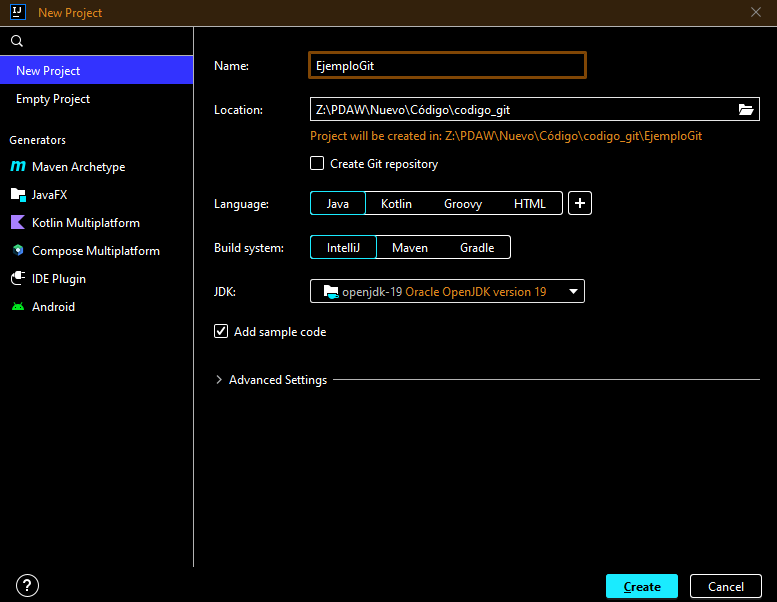 IJ New Project
New Project
Empty Project
Generators
Maven Archetype
JavaFX
Kotlin Multiplatform
Compose Multiplatform
IDE Plugin
Android
Name: EjemploGit
Location: Z:\PDAW\Nuevo\Código\codigo_git
Project will be created in: Z:\PDAW\Nuevo\Código\codigo_git\EjemploGit
Create Git repository
Language: Java Kotlin Groovy HTML +
Build system: IntelliJ Maven Gradle
JDK: openjdk-19 Oracle OpenJDK version 19
Add sample code
Advanced Settings
? Create Cancel